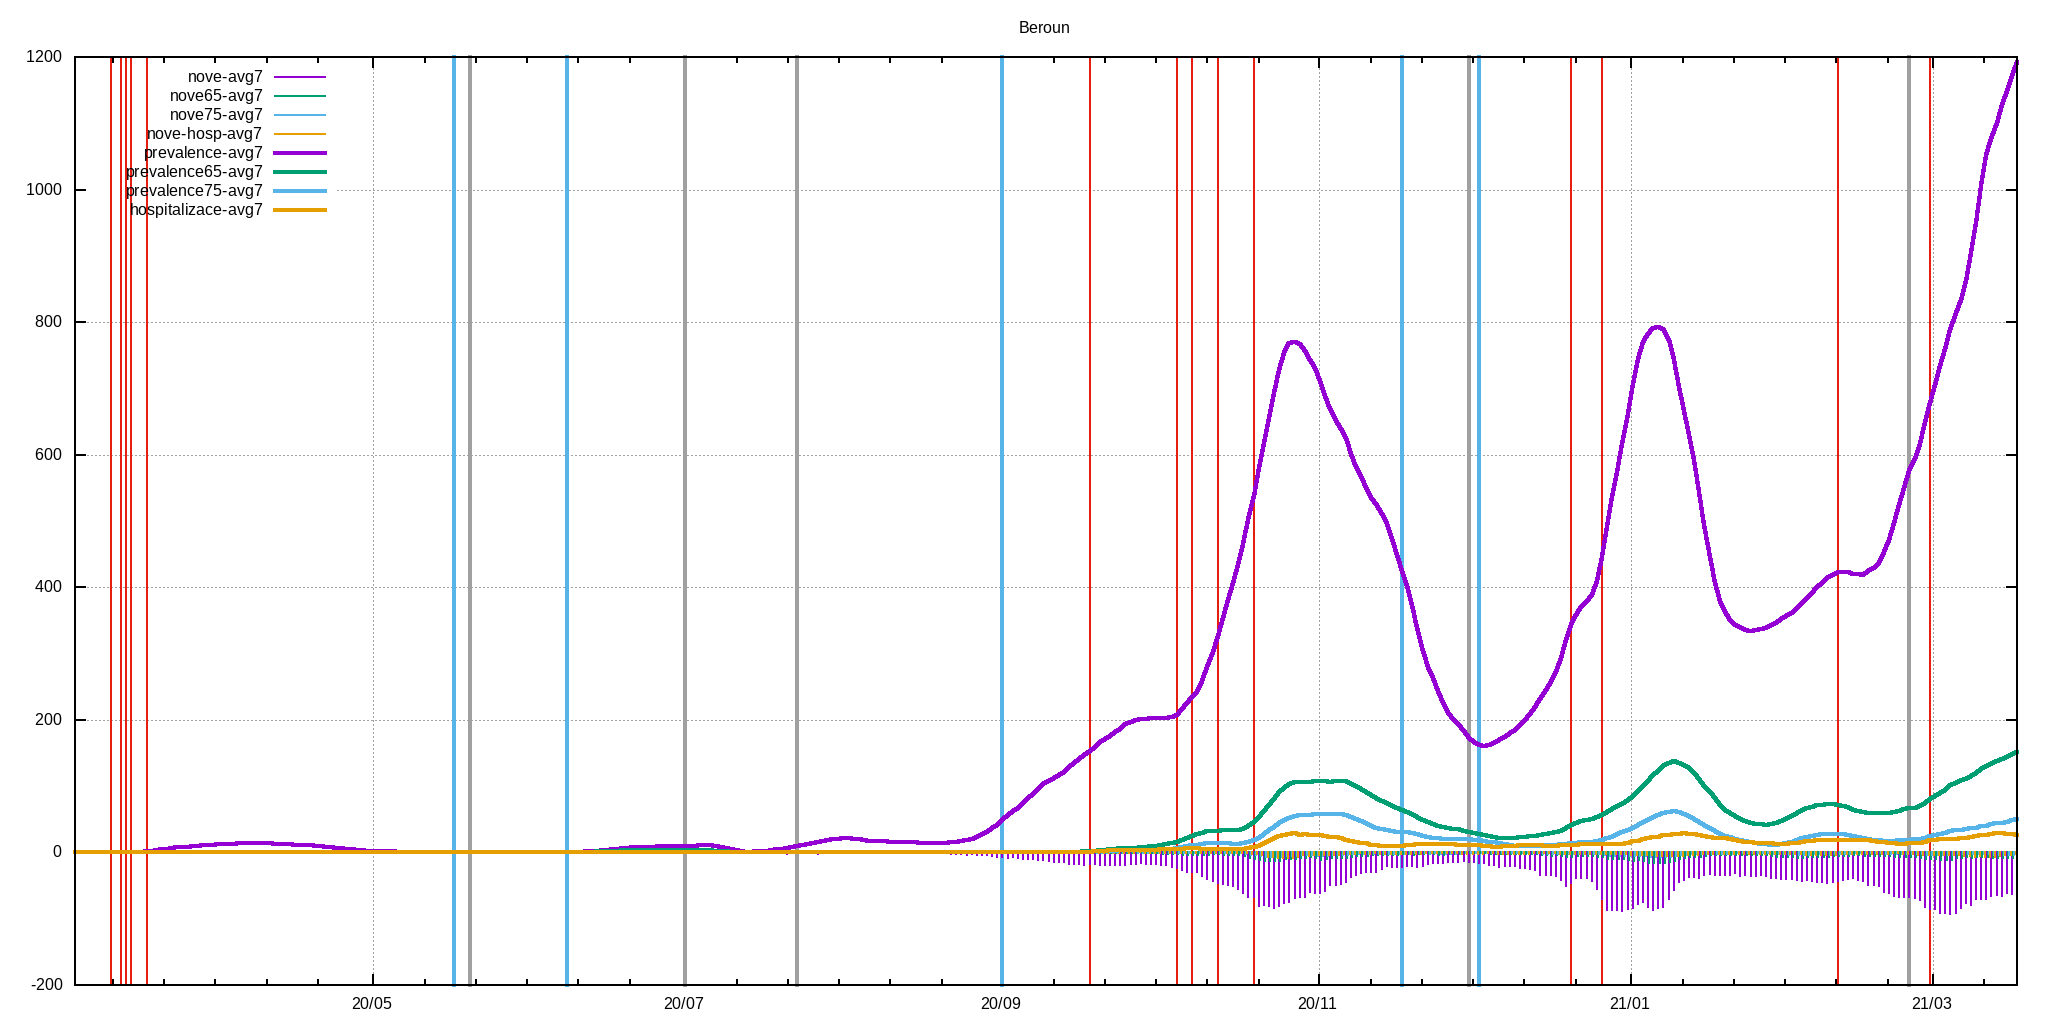 Beroun
1200
1000
800
600
400
200
0
-200
nove-avg7
nove65-avg7
nove75-avg7
nove-hosp-avg7
prevalence-avg7
prevalence65-avg7
prevalence75-avg7
hospitalizace-avg7
20/05
20/07
20/09
20/11
21/01
21/03